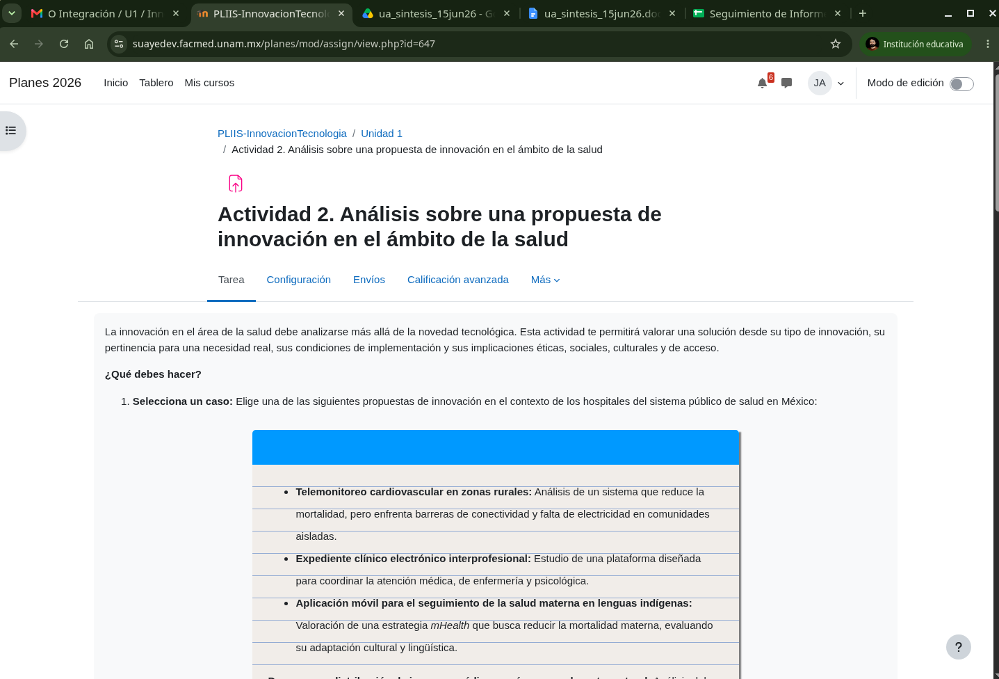 O Integración / U1 / Inn
PLIIS-InnovacionTecnolo
ua_sintesis_15jun26 - G
ua_sintesis_15jun26.doc
Seguimiento de Inform
suayedev.facmed.unam.mx/planes/mod/assign/view.php?id=647
Institución educativa
Planes 2026
Inicio
Tablero
Mis cursos
6
JA
Modo de edición
PLIIS-InnovacionTecnologia / Unidad 1
/ Actividad 2. Análisis sobre una propuesta de innovación en el ámbito de la salud
Actividad 2. Análisis sobre una propuesta de
innovación en el ámbito de la salud
Tarea
Configuración
Envíos
Calificación avanzada
Más
La innovación en el área de la salud debe analizarse más allá de la novedad tecnológica. Esta actividad te permitirá valorar una solución desde su tipo de innovación, su
pertinencia para una necesidad real, sus condiciones de implementación y sus implicaciones éticas, sociales, culturales y de acceso.
¿Qué debes hacer?
1. Selecciona un caso: Elige una de las siguientes propuestas de innovación en el contexto de los hospitales del sistema público de salud en México:
• Telemonitoreo cardiovascular en zonas rurales: Análisis de un sistema que reduce la
mortalidad, pero enfrenta barreras de conectividad y falta de electricidad en comunidades
aisladas.
• Expediente clínico electrónico interprofesional: Estudio de una plataforma diseñada
para coordinar la atención médica, de enfermería y psicológica.
• Aplicación móvil para el seguimiento de la salud materna en lenguas indígenas:
Valoración de una estrategia mHealth que busca reducir la mortalidad materna, evaluando
su adaptación cultural y lingüística.
?